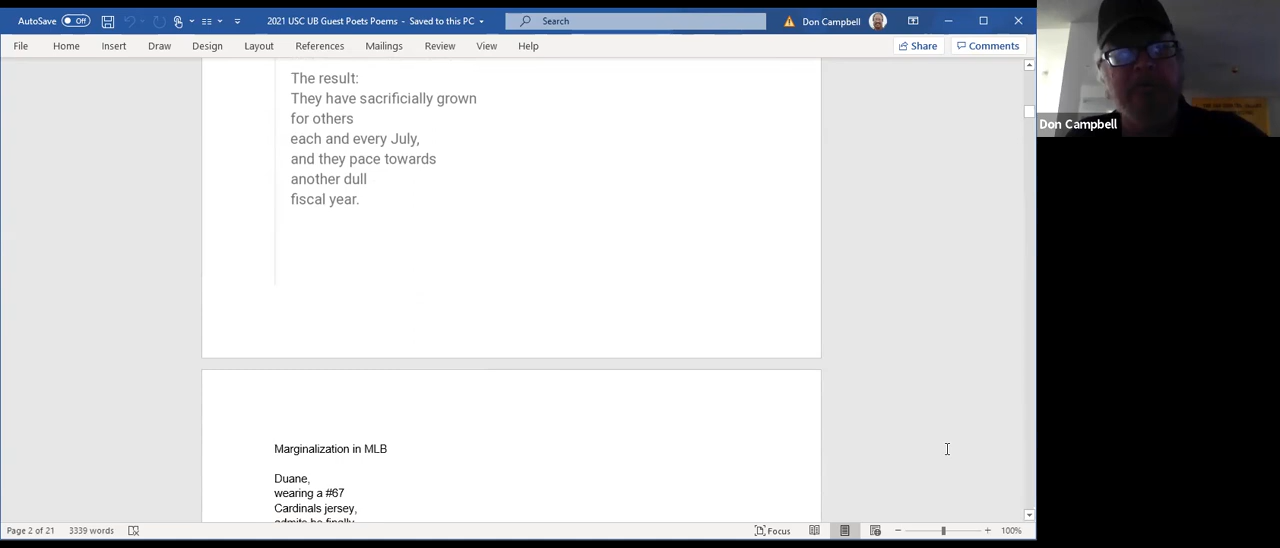 AutoSave Off 2021 USC UB Guest Poets Poems - Saved to this PC Search Don Campbell
File Home Insert Draw Design Layout References Mailings Review View Help Share Comments
The result:
They have sacrificially grown
for others
each and every July,
and they pace towards
another dull
fiscal year.
Marginalization in MLB
Duane,
wearing a #67
Cardinals jersey,
admits he finally
Page 2 of 21 3339 words Focus 100%
Don Campbell